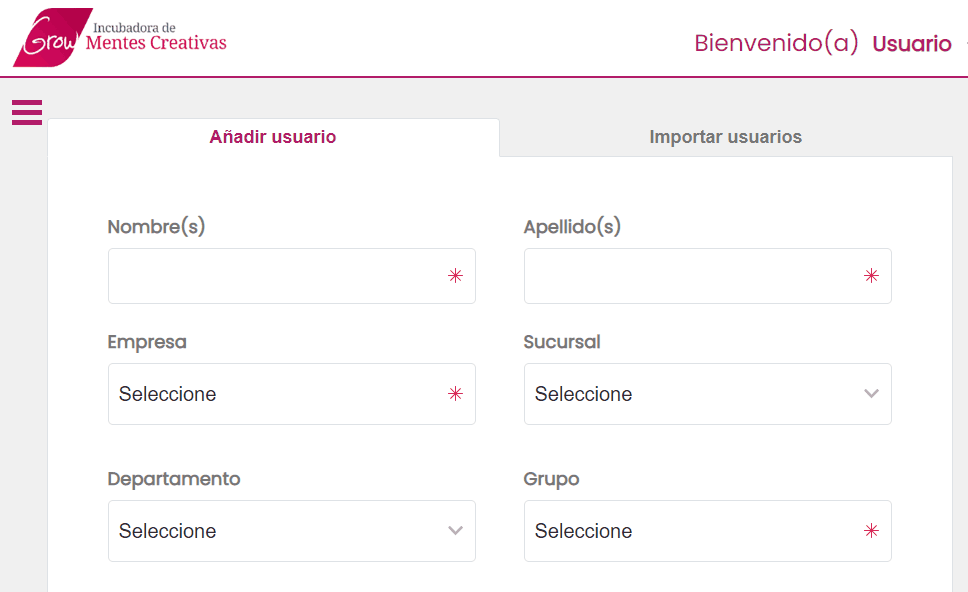 Grow
Incubadora de
Mentes Creativas
Bienvenido(a) Usuario
Añadir usuario
Importar usuarios
Nombre(s)
Apellido(s)
Empresa
Sucursal
Seleccione
Seleccione
Departamento
Grupo
Seleccione
Seleccione